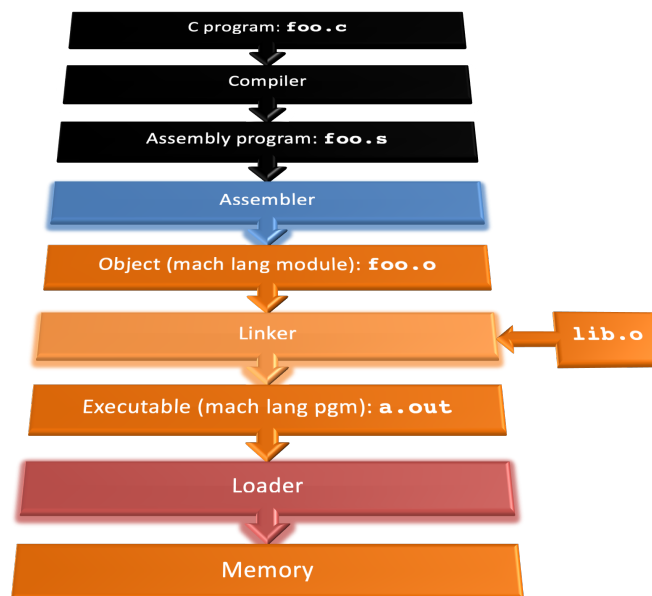 C program: foo.c
Compiler
Assembly program: foo.s
Assembler
Object (mach lang module): foo.o
Linker
lib.o
Executable (mach lang pgm): a.out
Loader
Memory